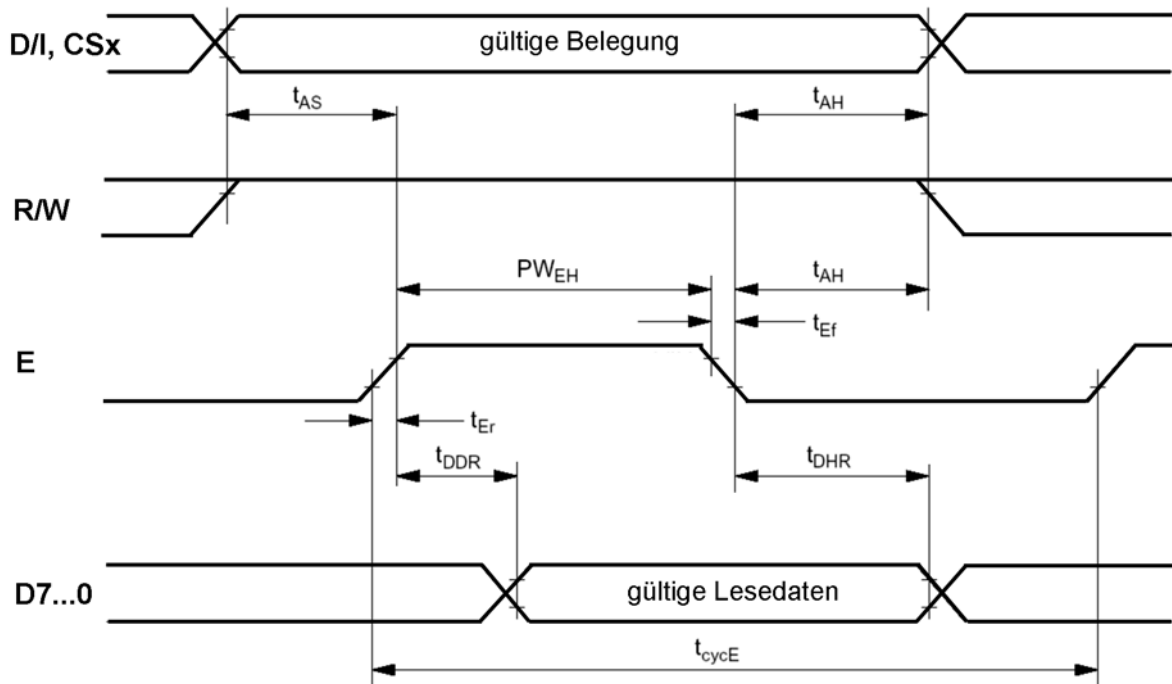 D/I, CSx
gültige Belegung
tAS
tAH
R/W
PWEH
tAH
tEf
E
tEr
tDDR
tDHR
D7...0
gültige Lesedaten
tcycE